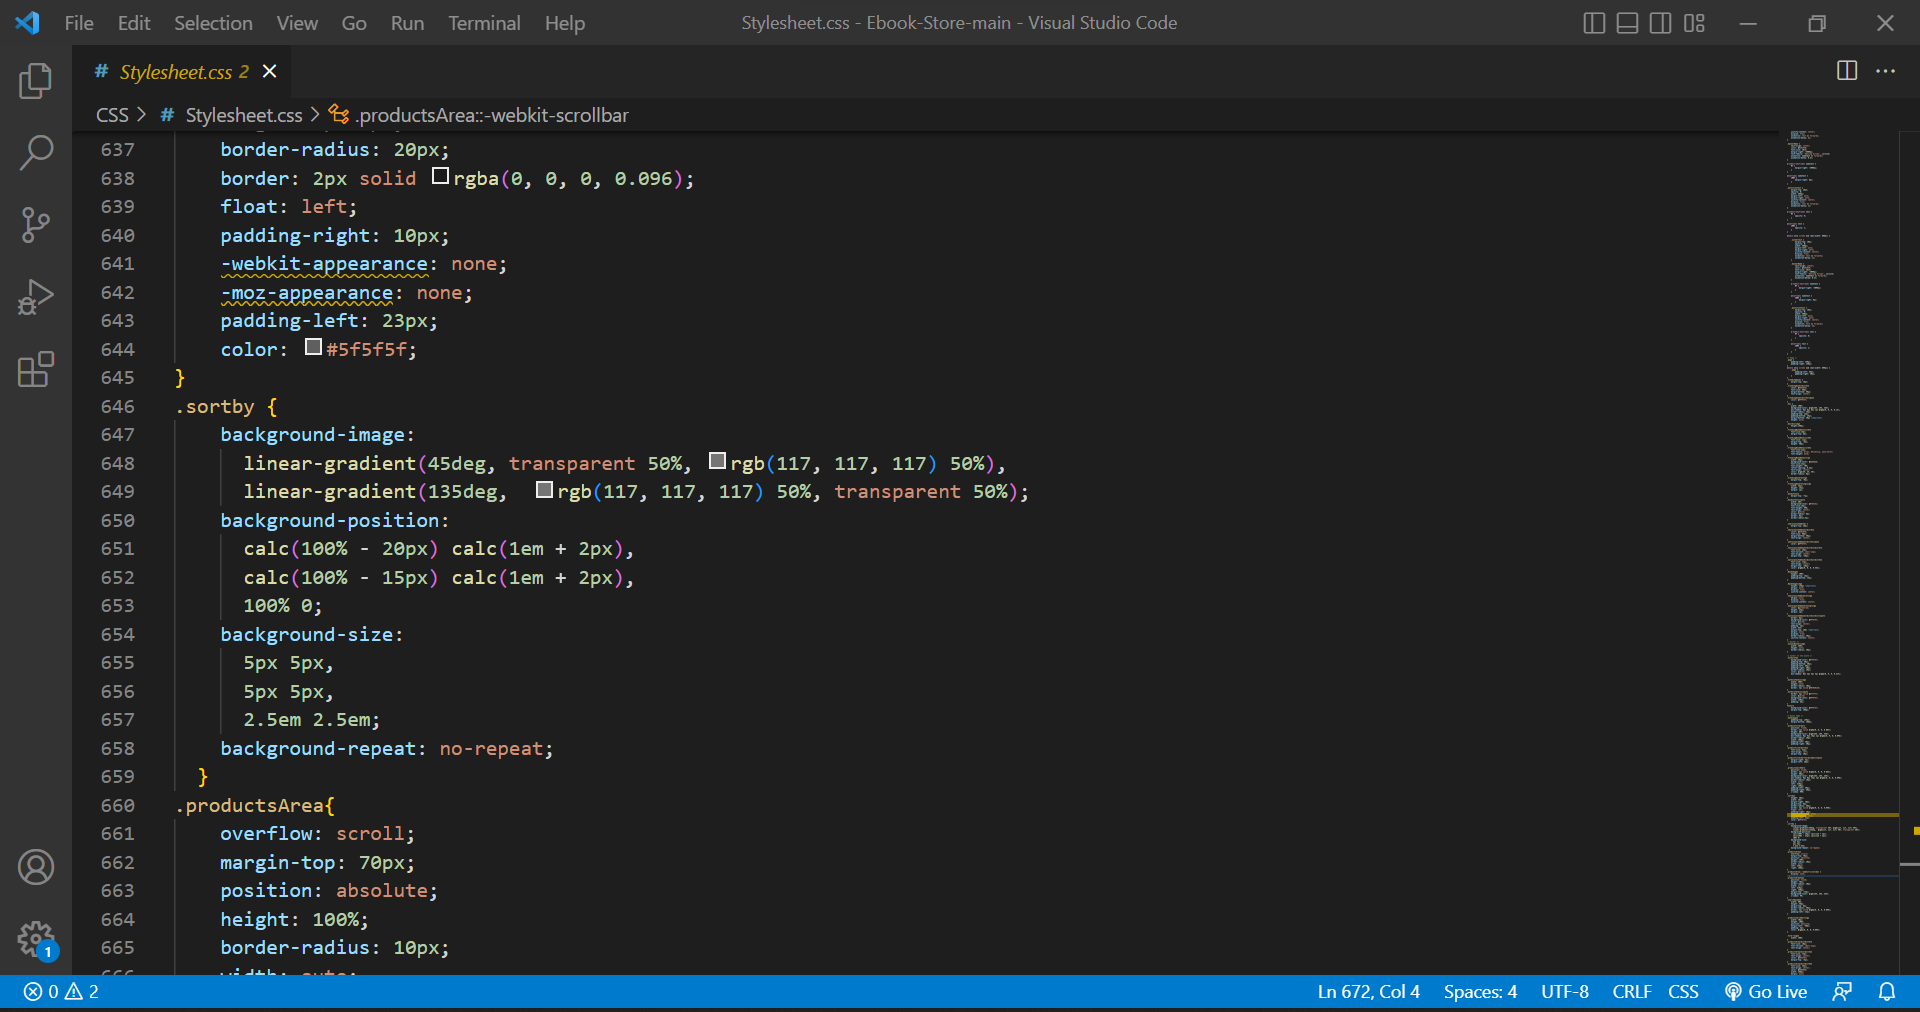 File Edit Selection View Go Run Terminal Help
Stylesheet.css - Ebook-Store-main - Visual Studio Code
# Stylesheet.css 2
CSS > # Stylesheet.css > .productsArea::-webkit-scrollbar
637 border-radius: 20px;
638 border: 2px solid rgba(0, 0, 0, 0.096);
639 float: left;
640 padding-right: 10px;
641 -webkit-appearance: none;
642 -moz-appearance: none;
643 padding-left: 23px;
644 color: #5f5f5f;
645 }
646 .sortby {
647 background-image:
648 linear-gradient(45deg, transparent 50%, rgb(117, 117, 117) 50%),
649 linear-gradient(135deg, rgb(117, 117, 117) 50%, transparent 50%);
650 background-position:
651 calc(100% - 20px) calc(1em + 2px),
652 calc(100% - 15px) calc(1em + 2px),
653 100% 0;
654 background-size:
655 5px 5px,
656 5px 5px,
657 2.5em 2.5em;
658 background-repeat: no-repeat;
659 }
660 .productsArea{
661 overflow: scroll;
662 margin-top: 70px;
663 position: absolute;
664 height: 100%;
665 border-radius: 10px;
666 width: auto;
1
0 2
Ln 672, Col 4 Spaces: 4 UTF-8 CRLF CSS Go Live